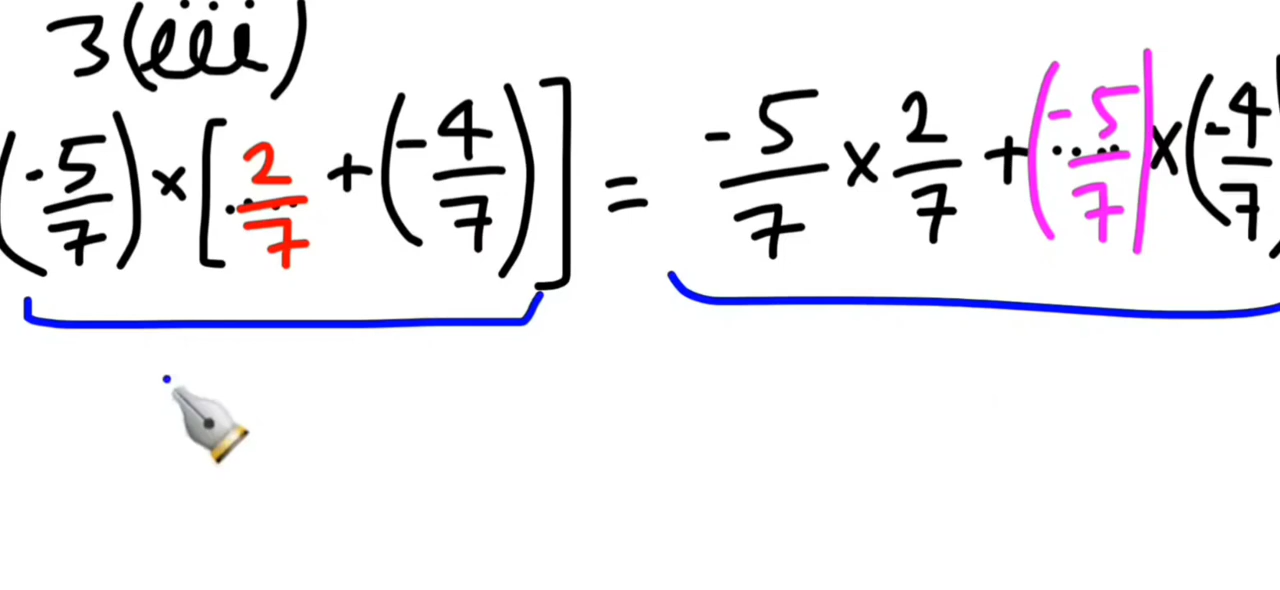 3(iii)
(-5/7) × [2/7 + (-4/7)] = -5/7 × 2/7 + (-5/7) × (-4/7)